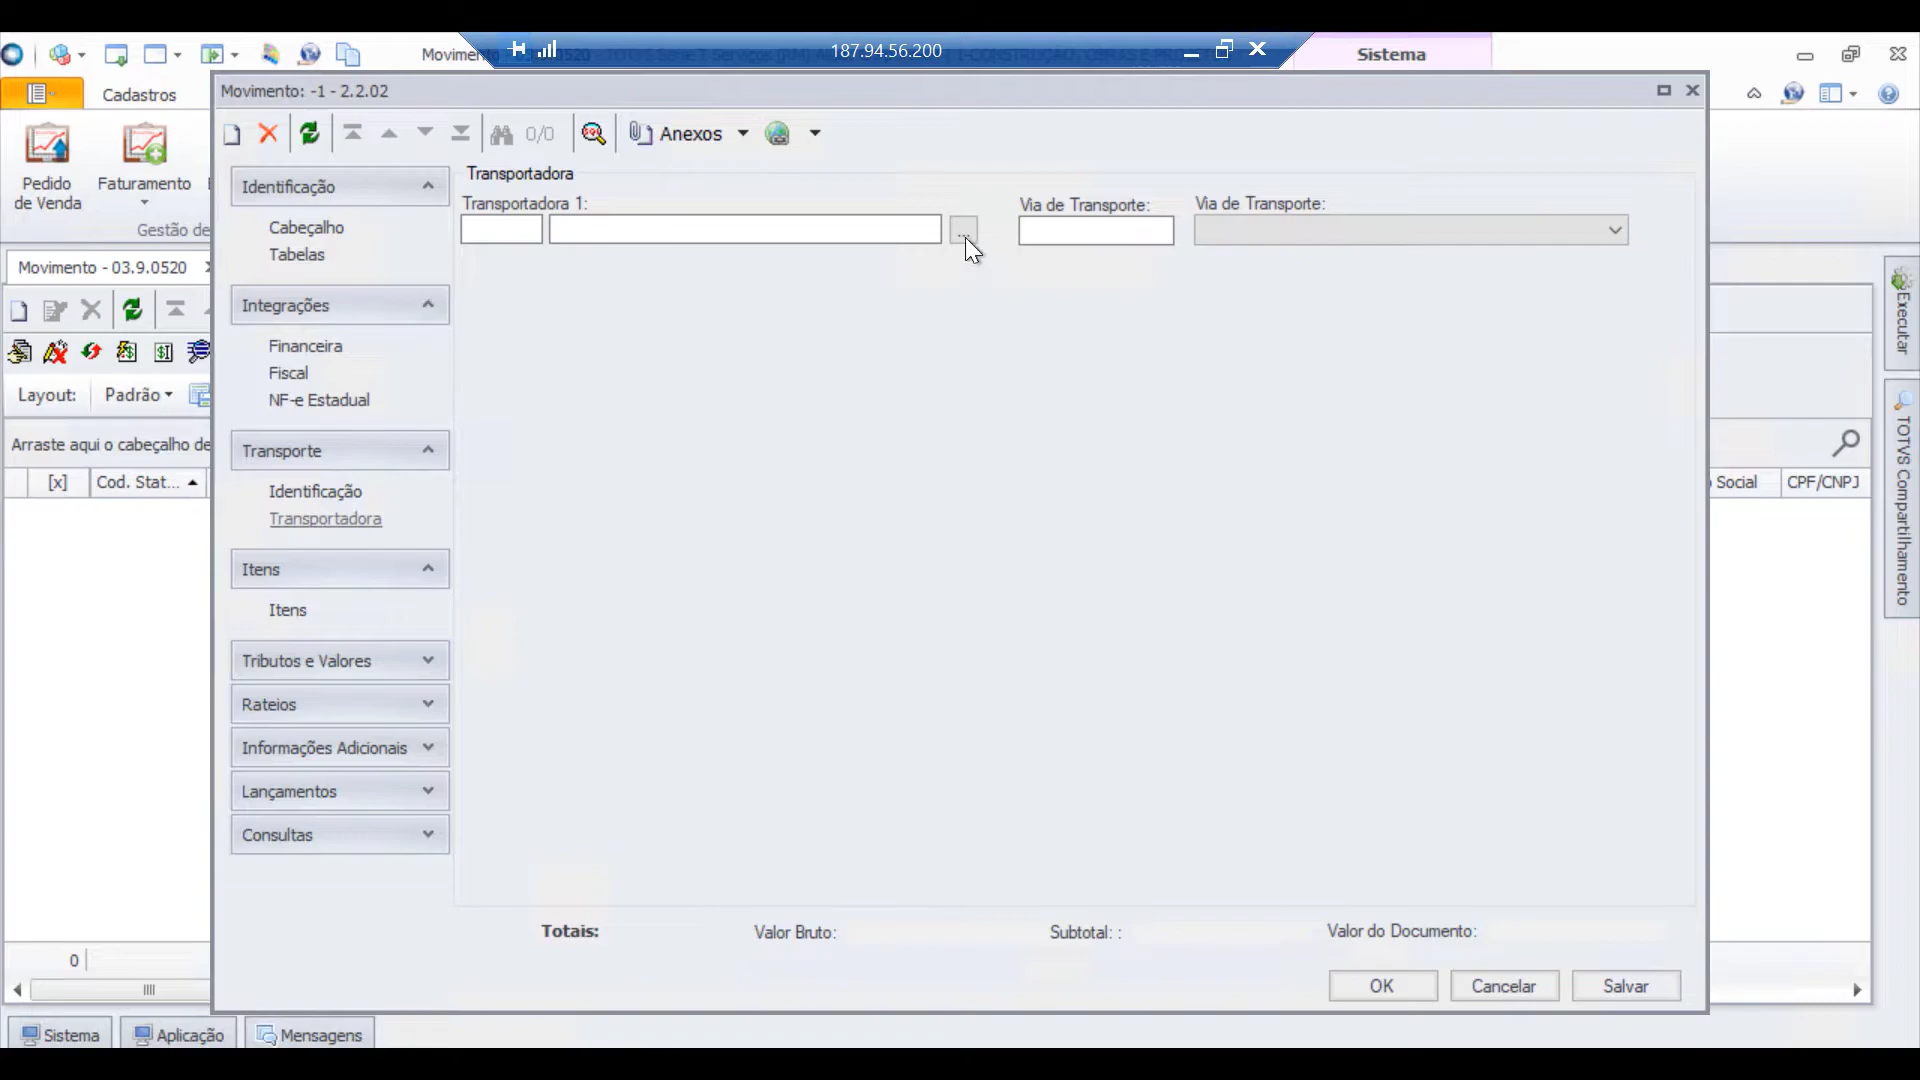 187.94.56.200
Sistema
Movimento: -1 - 2.2.02
Cadastros
Pedido
de Venda
Faturamento
Gestão de
0/0
Anexos
Movimento - 03.9.0520
Layout: Padrão
Arraste aqui o cabeçalho de
[x]
Cod. Stat...
Social
CPF/CNPJ
0
Identificação
Cabeçalho
Tabelas
Integrações
Financeira
Fiscal
NF-e Estadual
Transporte
Identificação
Transportadora
Itens
Itens
Tributos e Valores
Rateios
Informações Adicionais
Lançamentos
Consultas
Transportadora
Transportadora 1:
...
Via de Transporte:
Via de Transporte:
Totais:
Valor Bruto:
Subtotal: :
Valor do Documento:
OK
Cancelar
Salvar
Executar
TOTVS Compartilhamento
Sistema
Aplicação
Mensagens